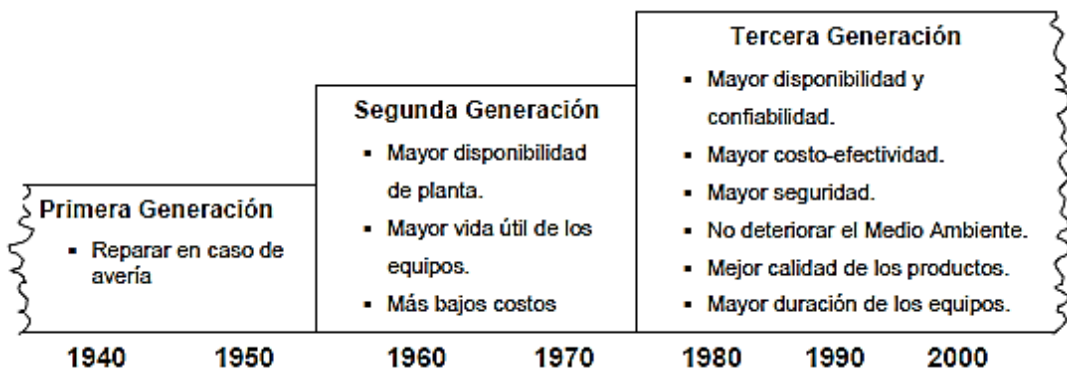 Primera Generación
▪ Reparar en caso de
avería
Segunda Generación
▪ Mayor disponibilidad
de planta.
▪ Mayor vida útil de los
equipos.
▪ Más bajos costos
Tercera Generación
▪ Mayor disponibilidad y
confiabilidad.
▪ Mayor costo-efectividad.
▪ Mayor seguridad.
▪ No deteriorar el Medio Ambiente.
▪ Mejor calidad de los productos.
▪ Mayor duración de los equipos.
1940 1950 1960 1970 1980 1990 2000